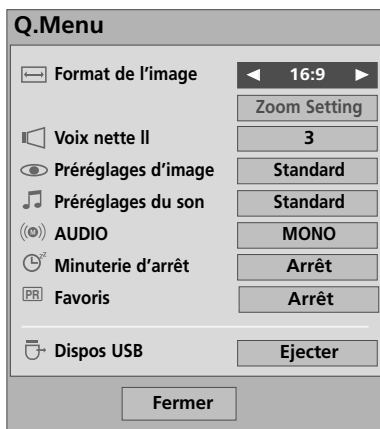 Q.Menu
Format de l'image ◄ 16:9 ►
Zoom Setting
Voix nette ll 3
Préréglages d'image Standard
Préréglages du son Standard
AUDIO MONO
Minuterie d'arrêt Arrêt
PR Favoris Arrêt
Dispos USB Ejecter
Fermer